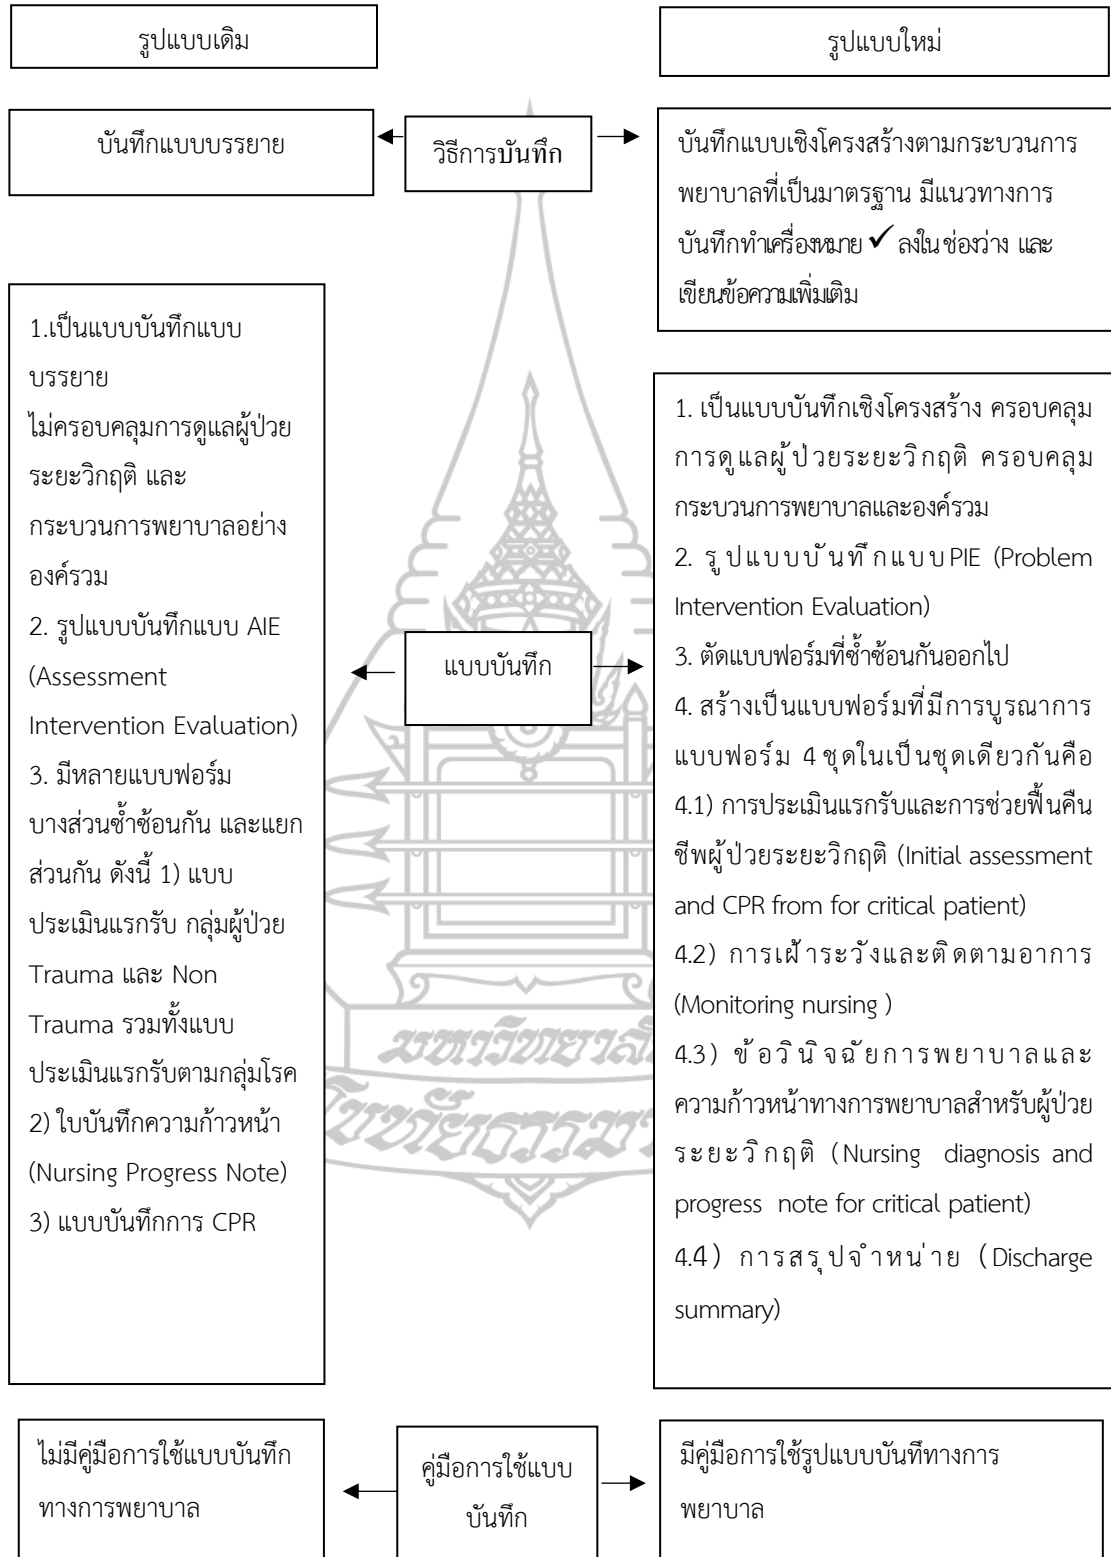 รูปแบบเดิม
รูปแบบใหม่
บันทึกแบบบรรยาย
วิธีการบันทึก
บันทึกแบบเชิงโครงสร้างตามกระบวนการ
พยาบาลที่เป็นมาตรฐาน มีแนวทางการ
บันทึกทำเครื่องหมาย ✓ ลงใน ช่องว่าง และ
เขียนข้อความเพิ่มเติม
1.เป็นแบบบันทึกแบบ
บรรยาย
ไม่ครอบคลุมการดูแลผู้ป่วย
ระยะวิกฤติ และ
กระบวนการพยาบาลอย่าง
องค์รวม
2. รูปแบบบันทึกแบบ AIE
(Assessment
Intervention Evaluation)
3. มีหลายแบบฟอร์ม
บางส่วนซ้ำซ้อนกัน และแยก
ส่วนกัน ดังนี้ 1) แบบ
ประเมินแรกรับ กลุ่มผู้ป่วย
Trauma และ Non
Trauma รวมทั้งแบบ
ประเมินแรกรับตามกลุ่มโรค
2) ใบบันทึกความก้าวหน้า
(Nursing Progress Note)
3) แบบบันทึกการ CPR
แบบบันทึก
1. เป็นแบบบันทึกเชิงโครงสร้าง ครอบคลุม
การดูแลผู้ป่วยระยะวิกฤติ ครอบคลุม
กระบวนการพยาบาลและองค์รวม
2. รูปแบบบันทึกแบบPIE (Problem
Intervention Evaluation)
3. ตัดแบบฟอร์มที่ซ้ำซ้อนกันออกไป
4. สร้างเป็นแบบฟอร์มที่มีการบูรณาการ
แบบฟอร์ม 4 ชุดในเป็นชุดเดียวกันคือ
4.1) การประเมินแรกรับและการช่วยฟื้นคืน
ชีพผู้ป่วยระยะวิกฤติ (Initial assessment
and CPR from for critical patient)
4.2) การเฝ้าระวังและติดตามอาการ
(Monitoring nursing )
4.3) ข้อวินิจฉัยการพยาบาลและ
ความก้าวหน้าทางการพยาบาลสำหรับผู้ป่วย
ระยะวิกฤติ (Nursing diagnosis and
progress note for critical patient)
4.4) การสรุปจำหน่าย (Discharge
summary)
ไม่มีคู่มือการใช้แบบบันทึก
ทางการพยาบาล
คู่มือการใช้แบบ
บันทึก
มีคู่มือการใช้รูปแบบบันทึทางการ
พยาบาล